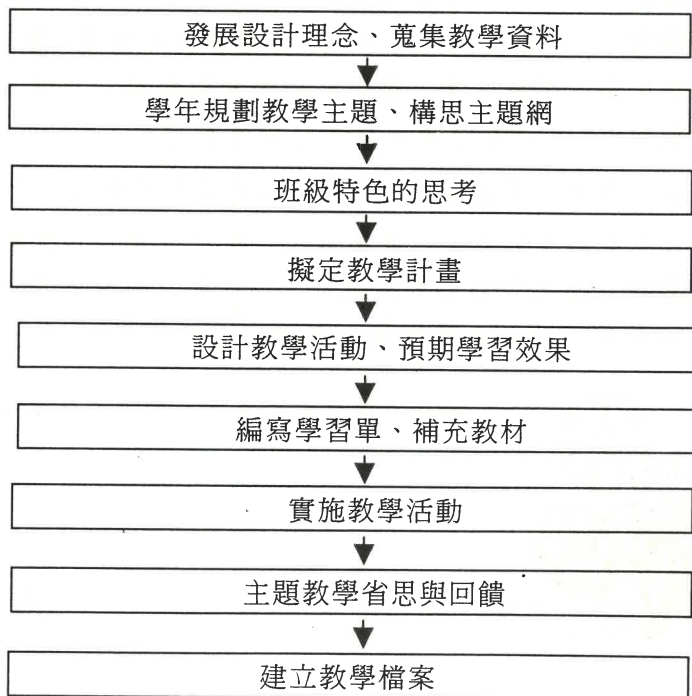 發展設計理念、蒐集教學資料
學年規劃教學主題、構思主題網
班級特色的思考
擬定教學計畫
設計教學活動、預期學習效果
編寫學習單、補充教材
實施教學活動
主題教學省思與回饋
建立教學檔案